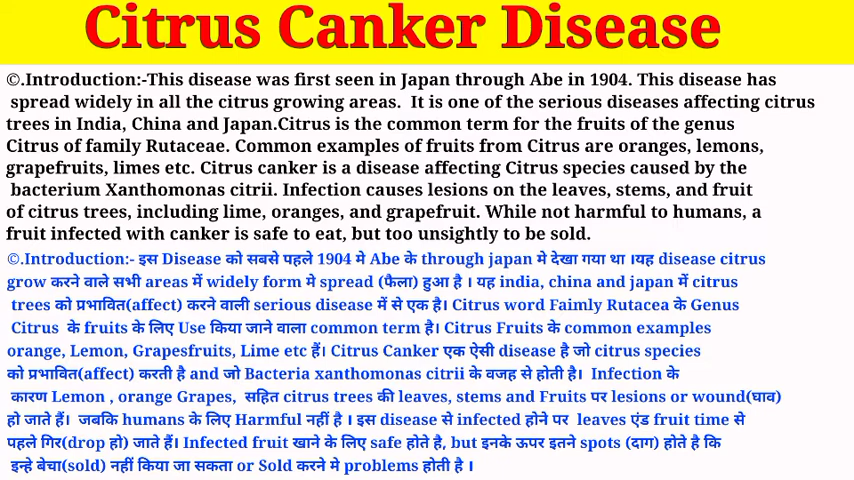 Citrus Canker Disease
©.Introduction:-This disease was first seen in Japan through Abe in 1904. This disease has
spread widely in all the citrus growing areas. It is one of the serious diseases affecting citrus
trees in India, China and Japan.Citrus is the common term for the fruits of the genus
Citrus of family Rutaceae. Common examples of fruits from Citrus are oranges, lemons,
grapefruits, limes etc. Citrus canker is a disease affecting Citrus species caused by the
bacterium Xanthomonas citrii. Infection causes lesions on the leaves, stems, and fruit
of citrus trees, including lime, oranges, and grapefruit. While not harmful to humans, a
fruit infected with canker is safe to eat, but too unsightly to be sold.
©.Introduction:- इस Disease को सबसे पहले 1904 मे Abe के through japan मे देखा गया था ।यह disease citrus
grow करने वाले सभी areas में widely form मे spread (फैला) हुआ है । यह india, china and japan में citrus
trees को प्रभावित(affect) करने वाली serious disease में से एक है। Citrus word Faimly Rutacea के Genus
Citrus के fruits के लिए Use किया जाने वाला common term है। Citrus Fruits के common examples
orange, Lemon, Grapesfruits, Lime etc हैं। Citrus Canker एक ऐसी disease है जो citrus species
को प्रभावित(affect) करती है and जो Bacteria xanthomonas citrii के वजह से होती है। Infection के
कारण Lemon , orange Grapes, सहित citrus trees की leaves, stems and Fruits पर lesions or wound(घाव)
हो जाते हैं। जबकि humans के लिए Harmful नहीं है । इस disease से infected होने पर leaves एंड fruit time से
पहले गिर(drop हो) जाते हैं। Infected fruit खाने के लिए safe होते है, but इनके ऊपर इतने spots (दाग) होते है कि
इन्हे बेचा(sold) नहीं किया जा सकता or Sold करने मे problems होती है ।